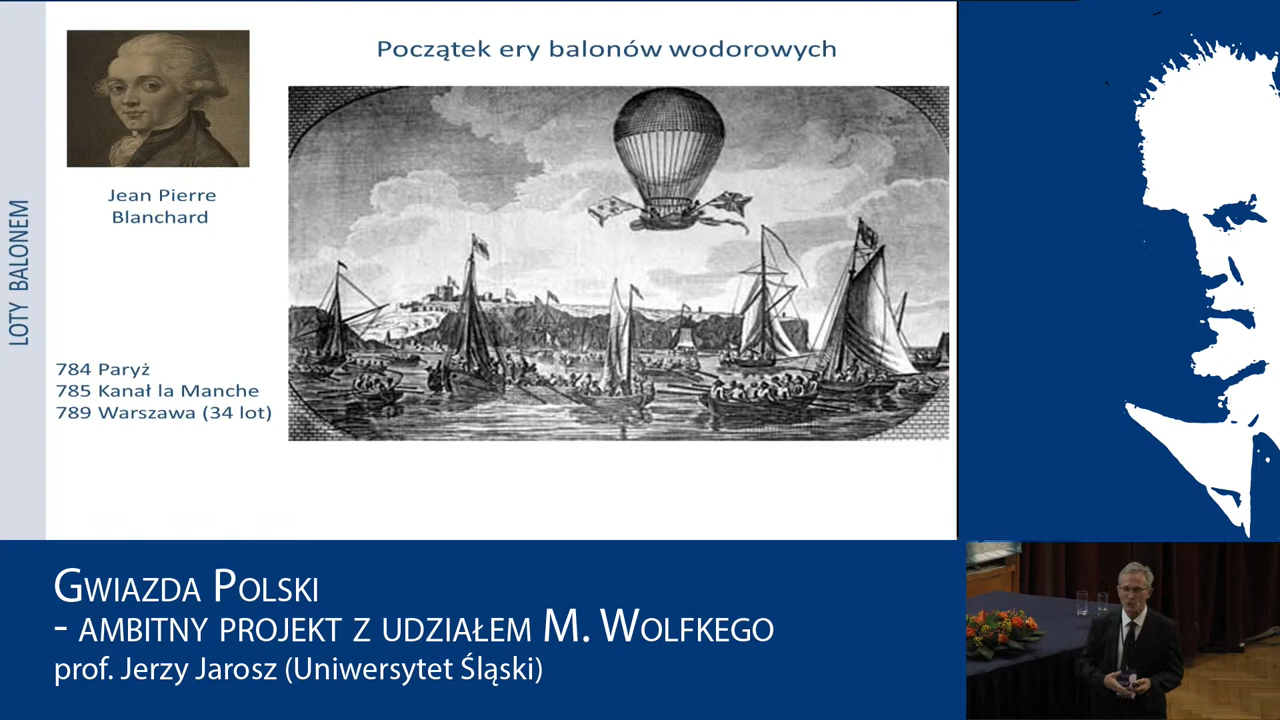 LOTY BALONEM
Początek ery balonów wodorowych
Jean Pierre
Blanchard
784 Paryż
785 Kanał la Manche
789 Warszawa (34 lot)
Gwiazda Polski
- ambitny projekt z udziałem M. Wolfkego
prof. Jerzy Jarosz (Uniwersytet Śląski)